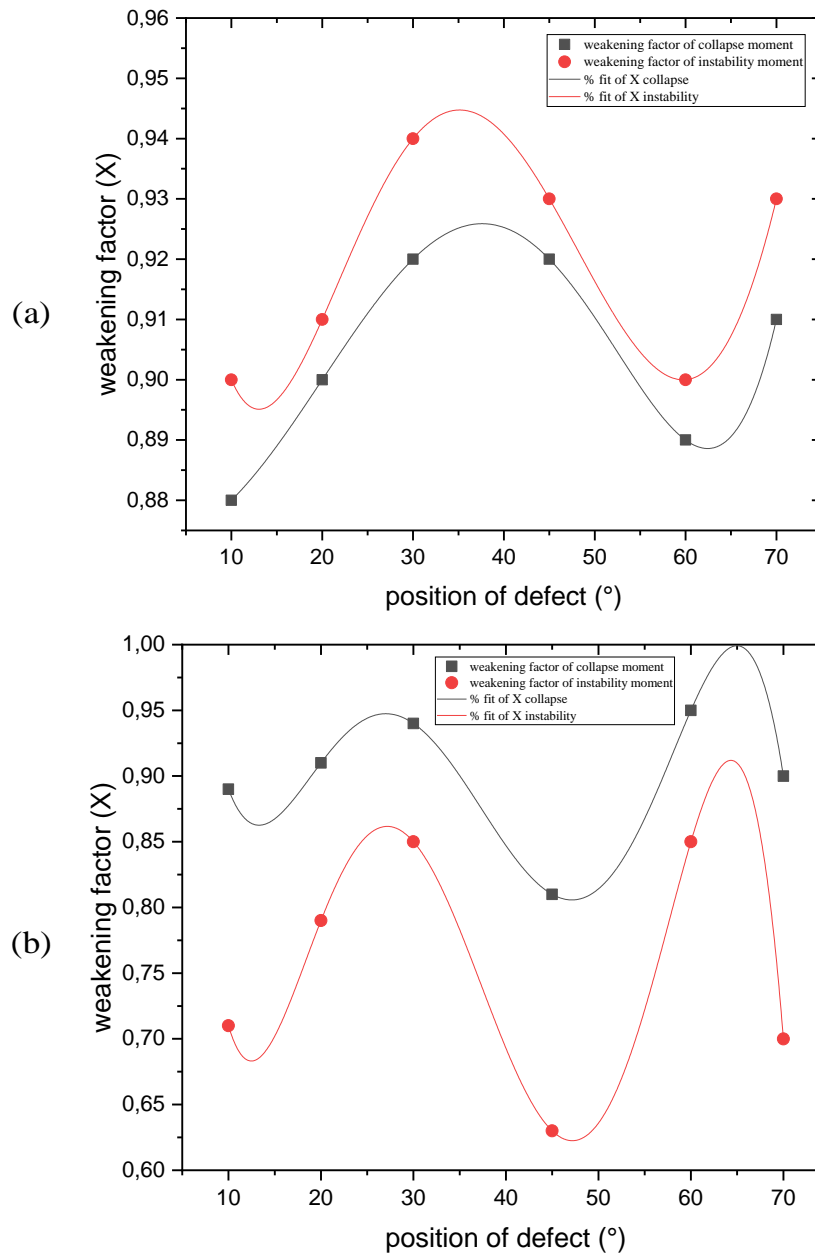 (a)
weakening factor (X)
0,96
0,95
0,94
0,93
0,92
0,91
0,90
0,89
0,88
weakening factor of collapse moment
weakening factor of instability moment
% fit of X collapse
% fit of X instability
10 20 30 40 50 60 70
position of defect (°)
(b)
weakening factor (X)
1,00
0,95
0,90
0,85
0,80
0,75
0,70
0,65
0,60
weakening factor of collapse moment
weakening factor of instability moment
% fit of X collapse
% fit of X instability
10 20 30 40 50 60 70
position of defect (°)